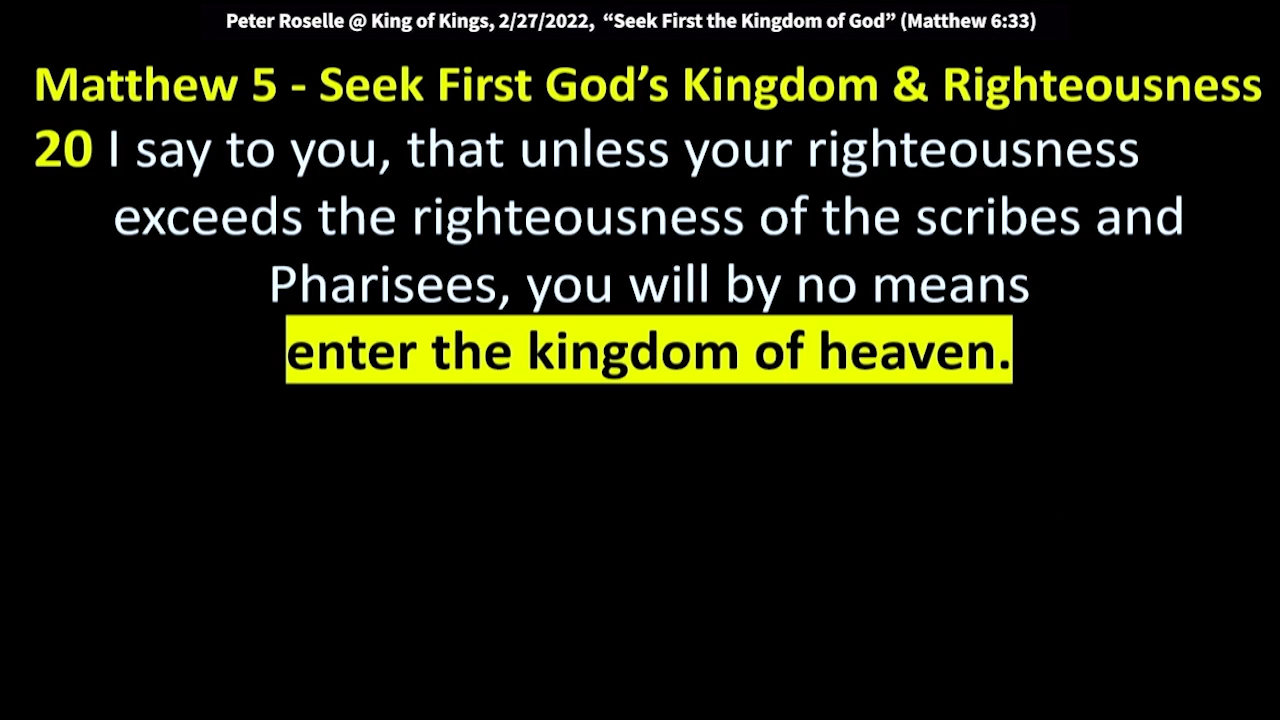 Peter Roselle @ King of Kings, 2/27/2022, “Seek First the Kingdom of God” (Matthew 6:33)
Matthew 5 - Seek First God’s Kingdom & Righteousness
20 I say to you, that unless your righteousness
exceeds the righteousness of the scribes and
Pharisees, you will by no means
enter the kingdom of heaven.